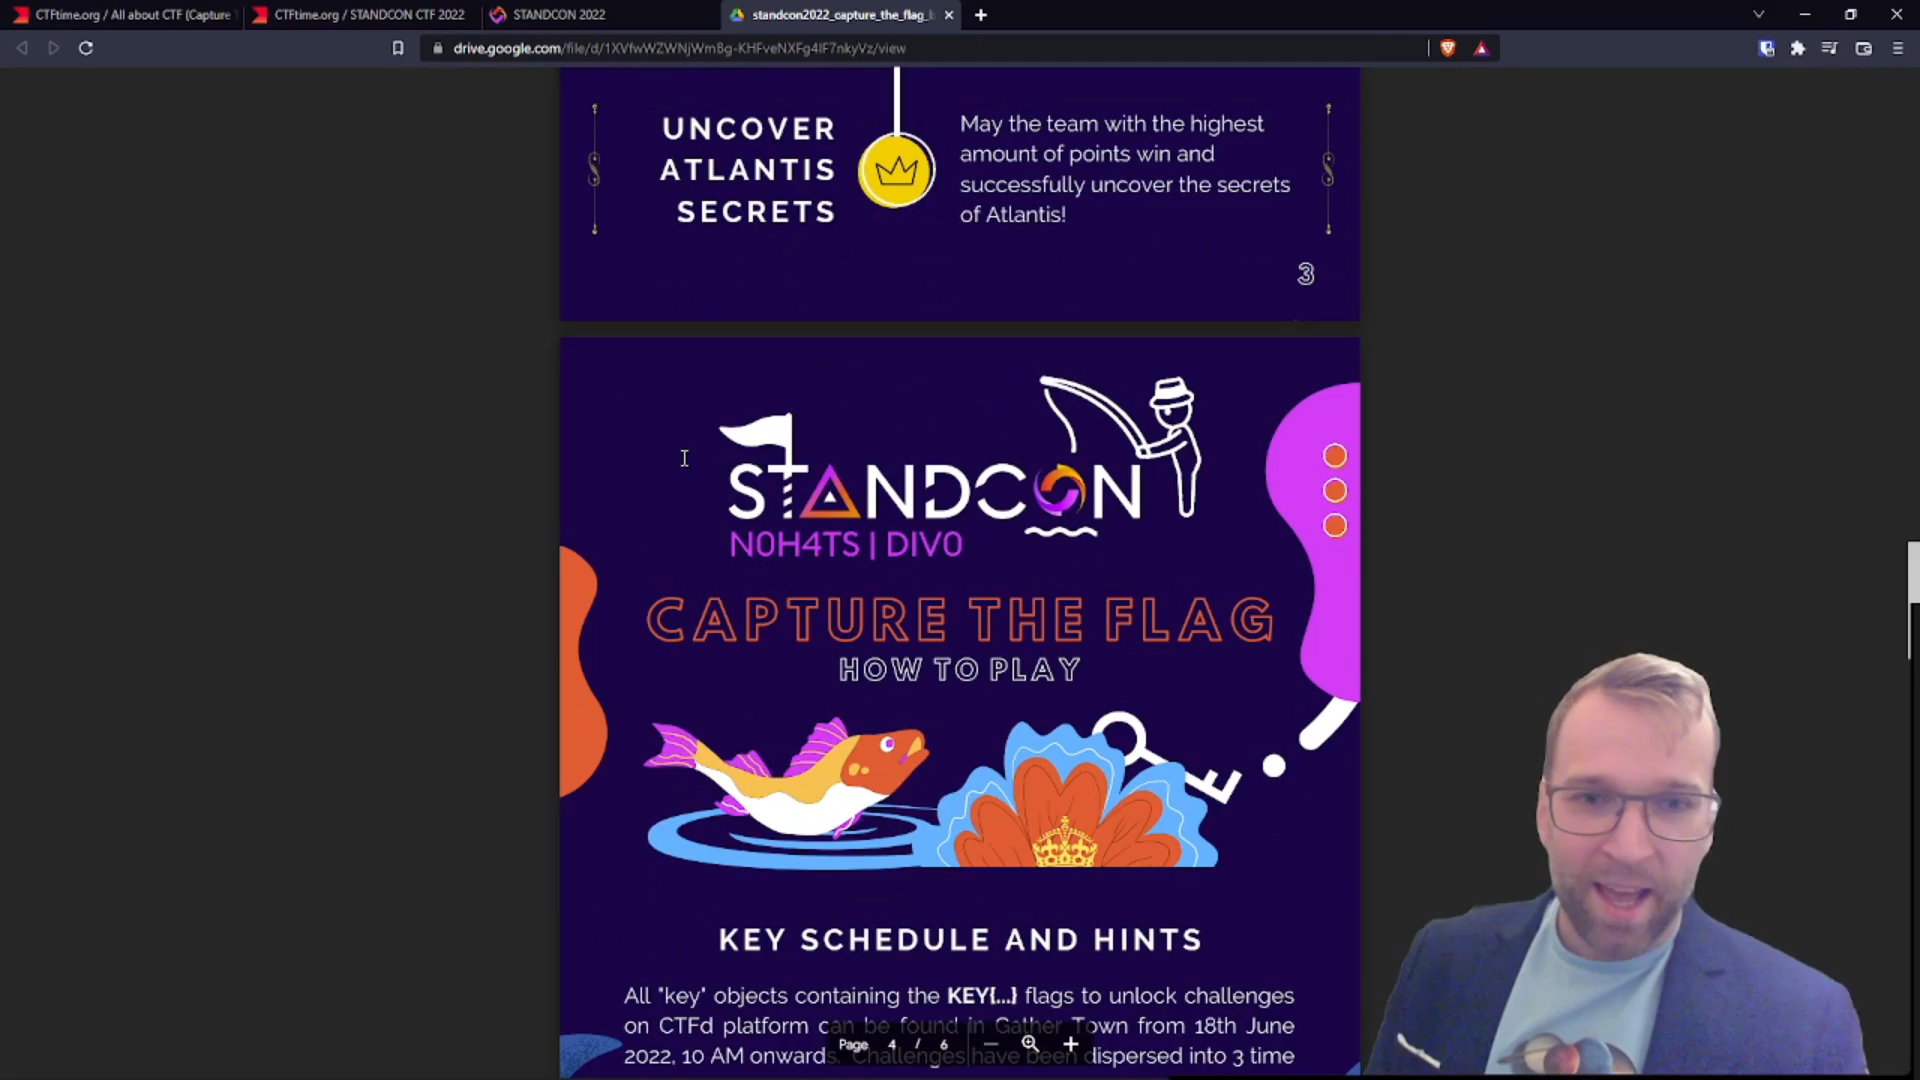 CTFtime.org / All about CTF (Capture
CTFtime.org / STANDCON CTF 2022
STANDCON 2022
standcon2022_capture_the_flag_b
drive.google.com/file/d/1XVfwWZWNjWmBg-KHFveNXFg4lF7nkyVz/view
UNCOVER
ATLANTIS
SECRETS
May the team with the highest
amount of points win and
successfully uncover the secrets
of Atlantis!
3
STANDCON
N0H4TS | DIV0
CAPTURE THE FLAG
HOW TO PLAY
KEY SCHEDULE AND HINTS
All "key" objects containing the KEY{...} flags to unlock challenges
on CTFd platform can be found in Gather Town from 18th June
2022, 10 AM onwards. Challenges have been dispersed into 3 time
Page 4 / 6